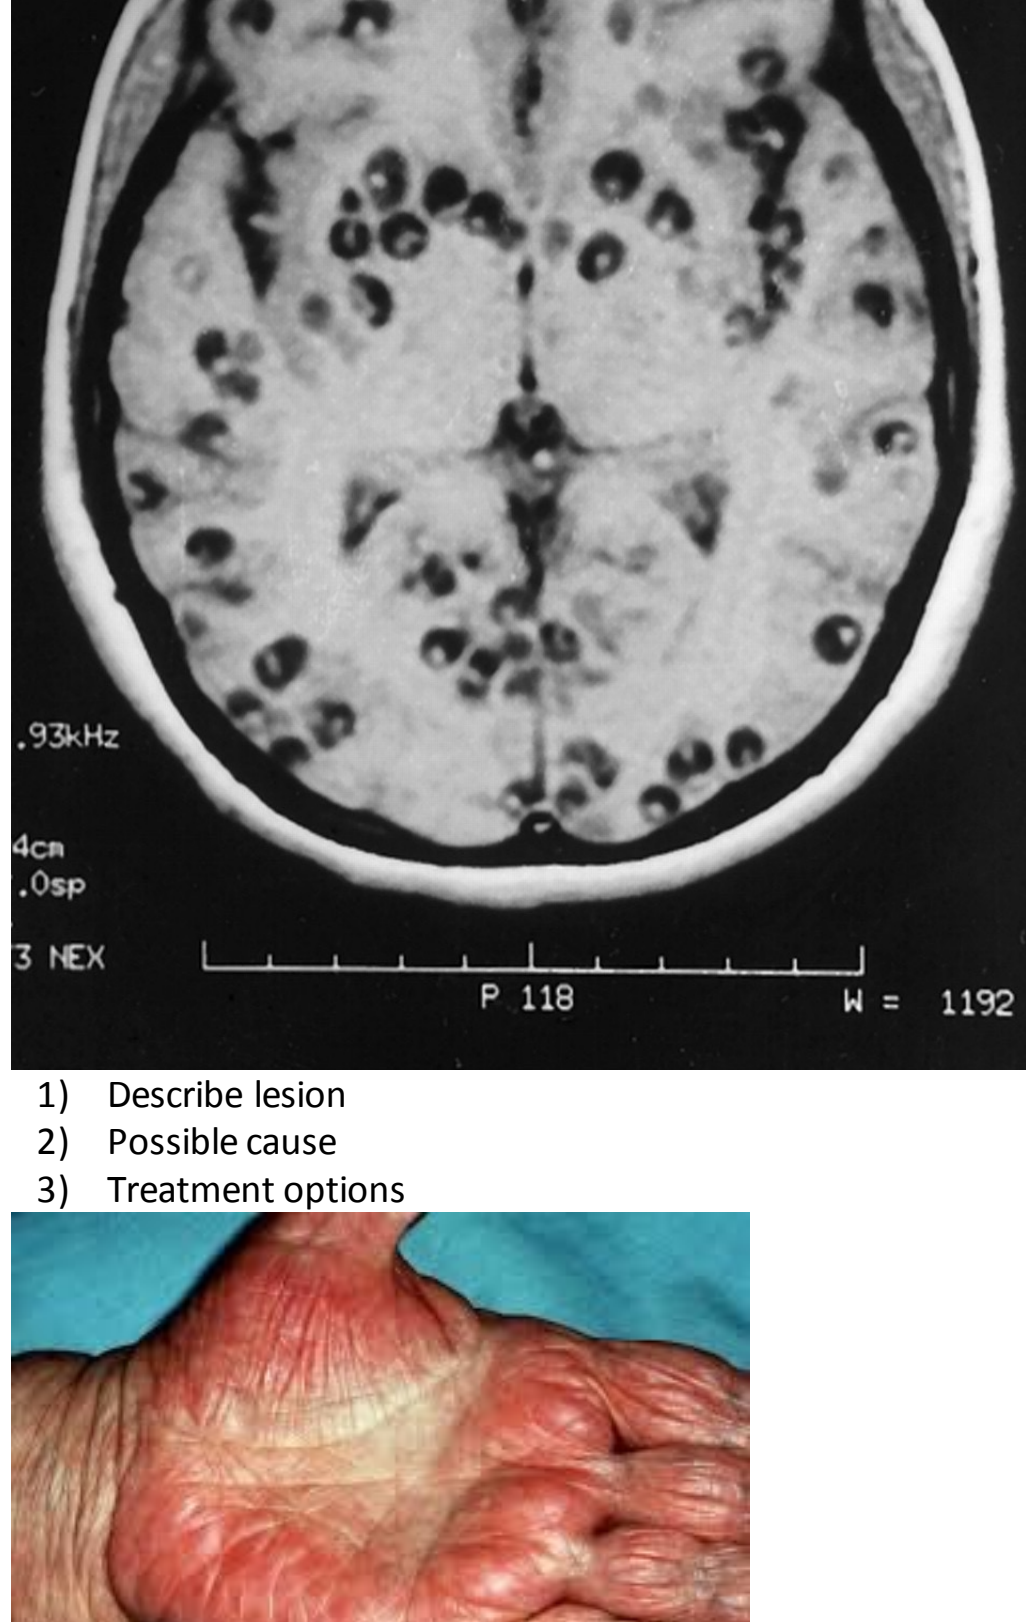 .93kHz
4cm
.0sp
3 NEX
P 118
W = 1192
1) Describe lesion
2) Possible cause
3) Treatment options